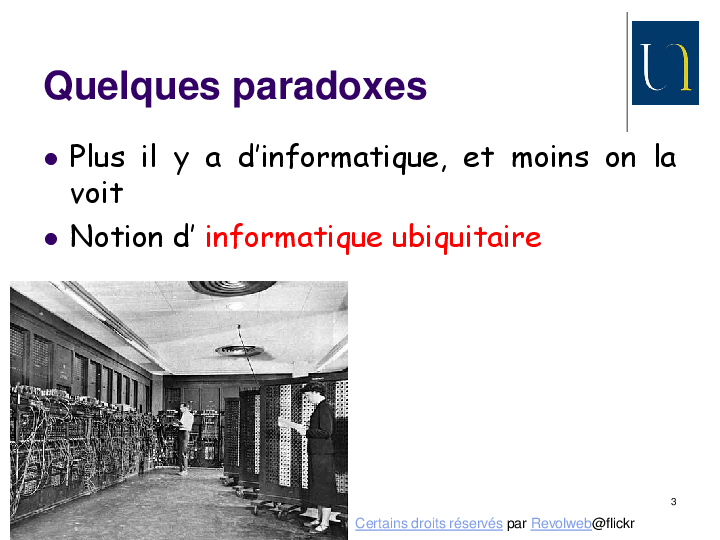 Quelques paradoxes
Plus il y a d’informatique, et moins on la
voit
Notion d’ informatique ubiquitaire
3
Certains droits réservés par Revolweb@flickr